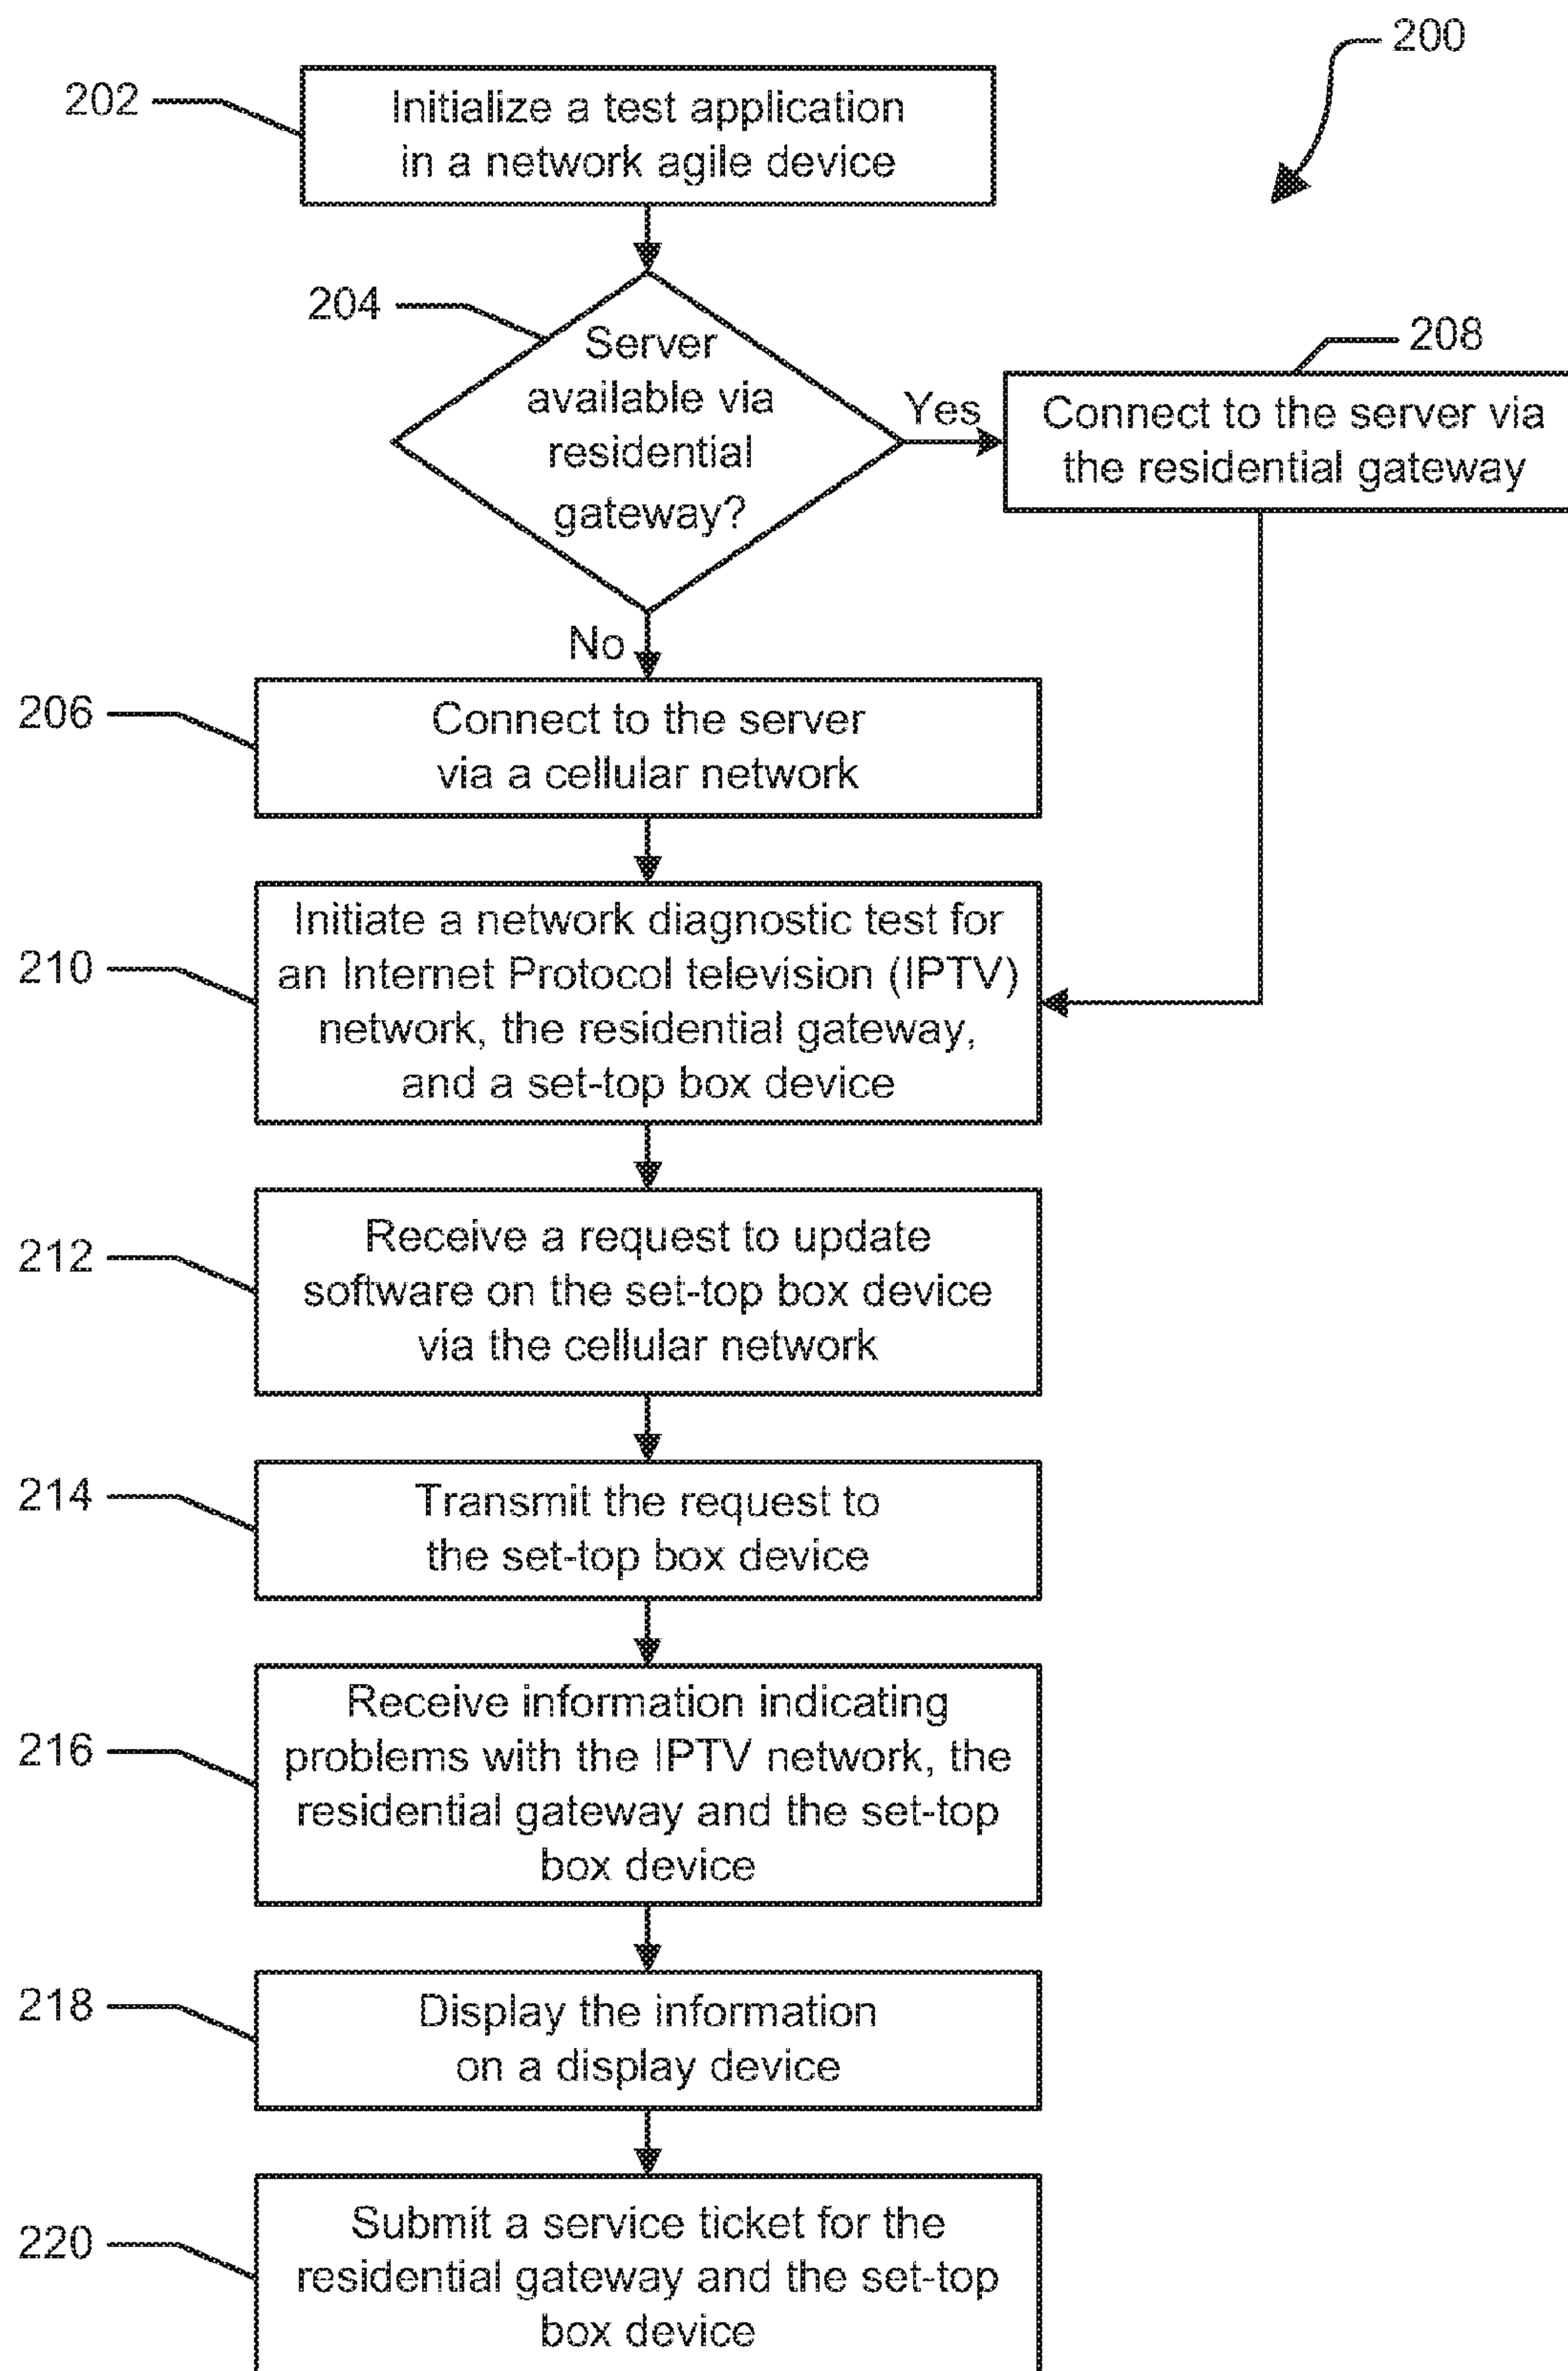 200
202
Initialize a test application
in a network agile device
204
Server
available via
residential
gateway?
Yes
208
Connect to the server via
the residential gateway
No
206
Connect to the server
via a cellular network
210
Initiate a network diagnostic test for
an Internet Protocol television (IPTV)
network, the residential gateway,
and a set-top box device
212
Receive a request to update
software on the set-top box device
via the cellular network
214
Transmit the request to
the set-top box device
216
Receive information indicating
problems with the IPTV network, the
residential gateway and the set-top
box device
218
Display the information
on a display device
220
Submit a service ticket for the
residential gateway and the set-top
box device